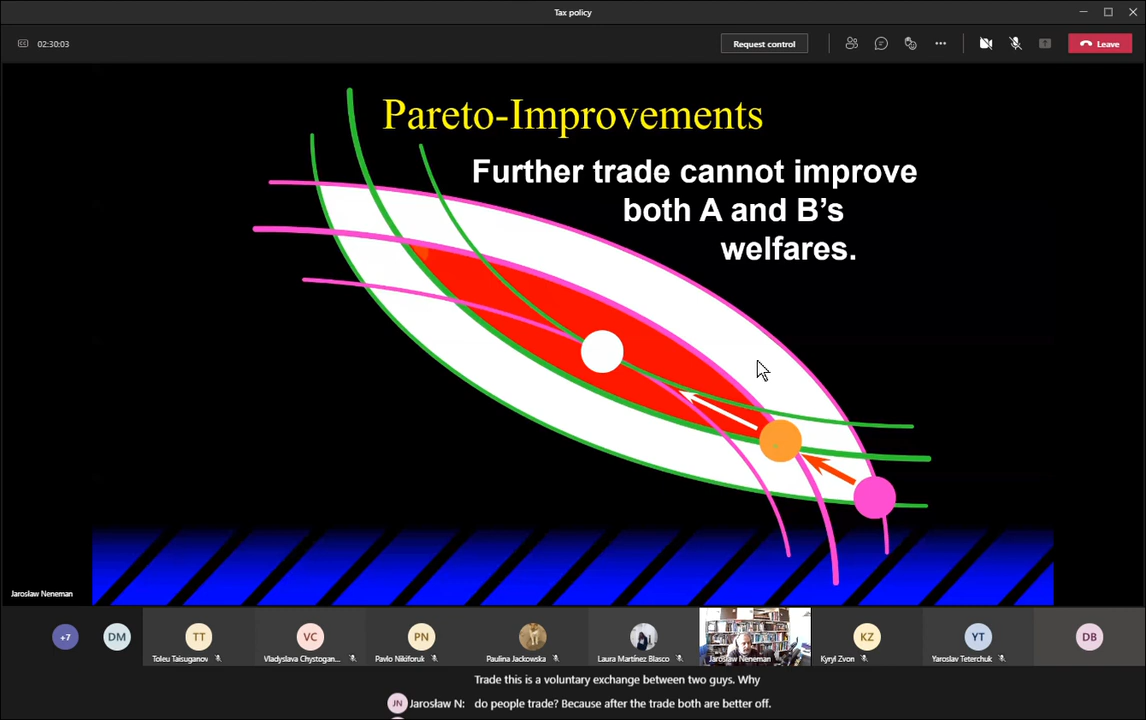 Tax policy
02:30:03
Request control
Leave
Pareto-Improvements
Further trade cannot improve
both A and B’s
welfares.
Jarosław Neneman
+7
DM
TT
VC
PN
KZ
YT
DB
Toleu Taisuganov
Vladyslava Chystogan...
Pavlo Nikiforuk
Paulina Jackowska
Laura Martínez Blasco
Jarosław Neneman
Kyryl Zvon
Yaroslav Teterchuk
Trade this is a voluntary exchange between two guys. Why
JN Jarosław N: do people trade? Because after the trade both are better off.